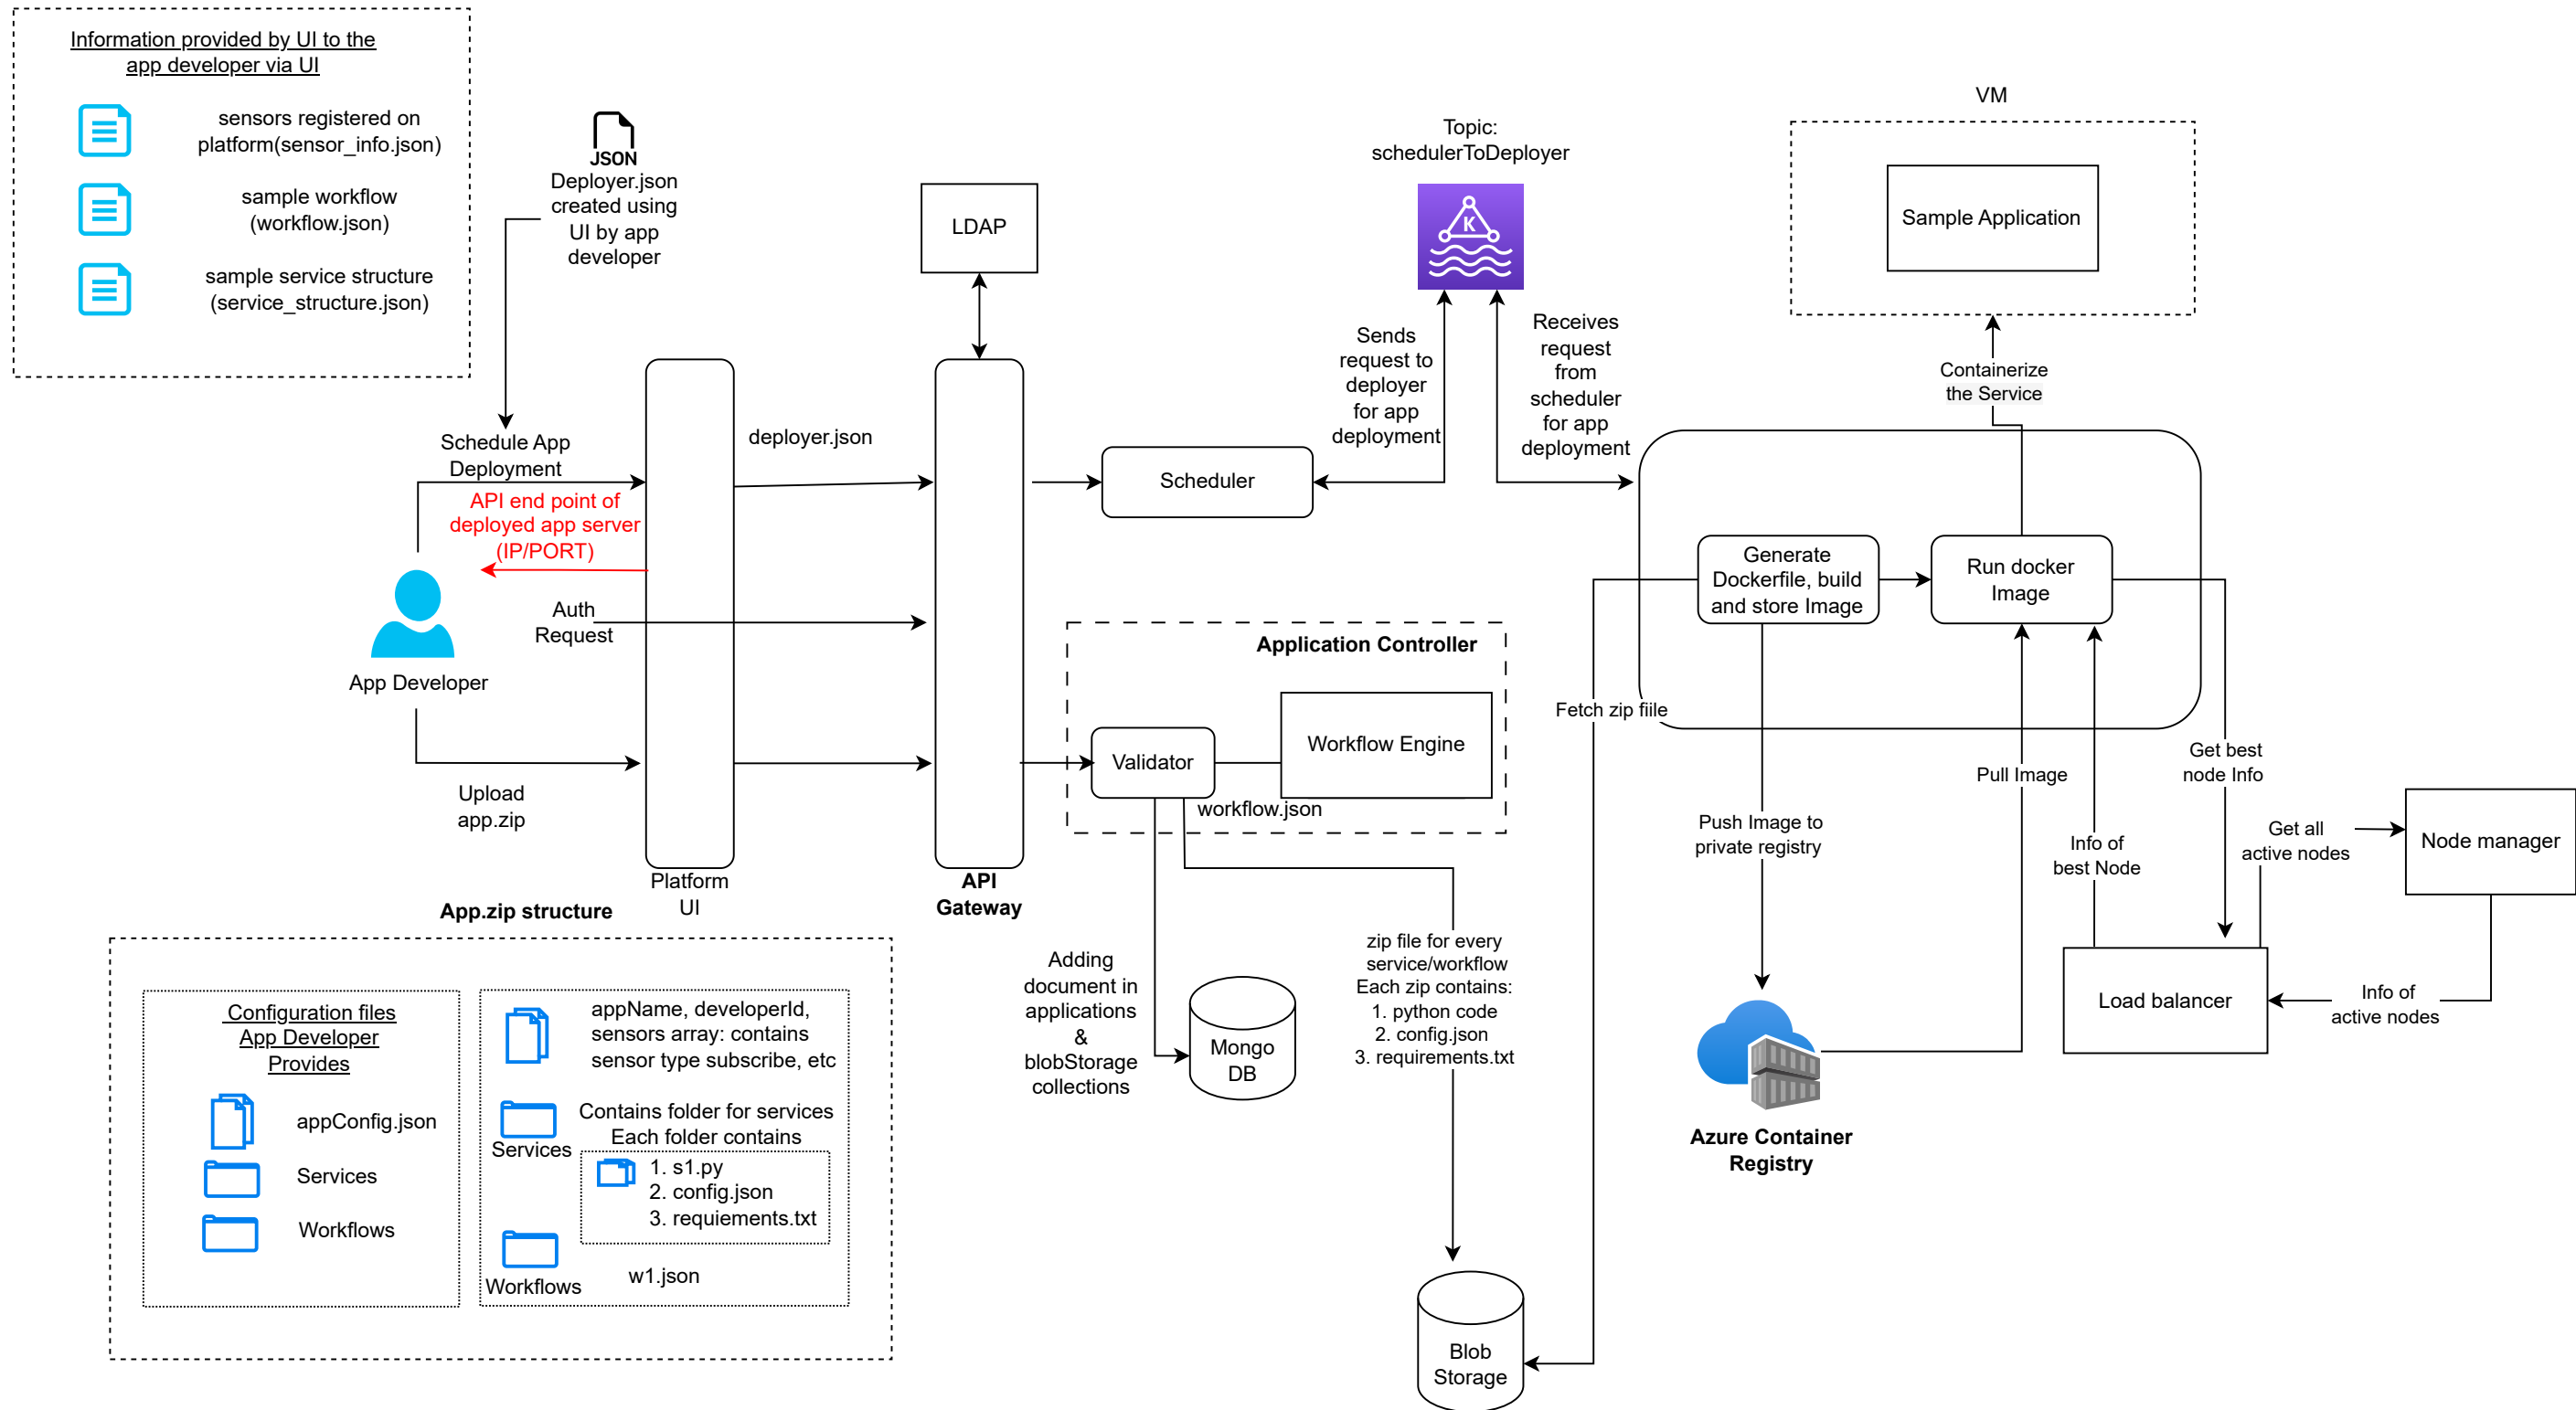 Information provided by UI to the
app developer via UI
sensors registered on
platform(sensor_info.json)
sample workflow
(workflow.json)
sample service structure
(service_structure.json)
JSON
Deployer.json
created using
UI by app
developer
LDAP
Topic:
schedulerToDeployer
K
VM
Sample Application
Sends
request to
deployer
for app
deployment
Receives
request
from
scheduler
for app
deployment
Containerize
the Service
Schedule App
Deployment
deployer.json
API end point of
deployed app server
(IP/PORT)
Scheduler
Generate
Dockerfile, build
and store Image
Run docker
Image
Auth
Request
App Developer
Application Controller
Validator
Workflow Engine
workflow.json
Fetch zip fiile
Upload
app.zip
Platform
UI
API
Gateway
Get best
node Info
Pull Image
Push Image to
private registry
Info of
best Node
Get all
active nodes
Node manager
App.zip structure
Configuration files
App Developer
Provides
appConfig.json
Services
Workflows
appName, developerId,
sensors array: contains
sensor type subscribe, etc
Contains folder for services
Each folder contains
Services
1. s1.py
2. config.json
3. requiements.txt
Workflows
w1.json
Adding
document in
applications
&
blobStorage
collections
Mongo
DB
zip file for every
service/workflow
Each zip contains:
1. python code
2. config.json
3. requirements.txt
Load balancer
Info of
active nodes
Azure Container
Registry
Blob
Storage